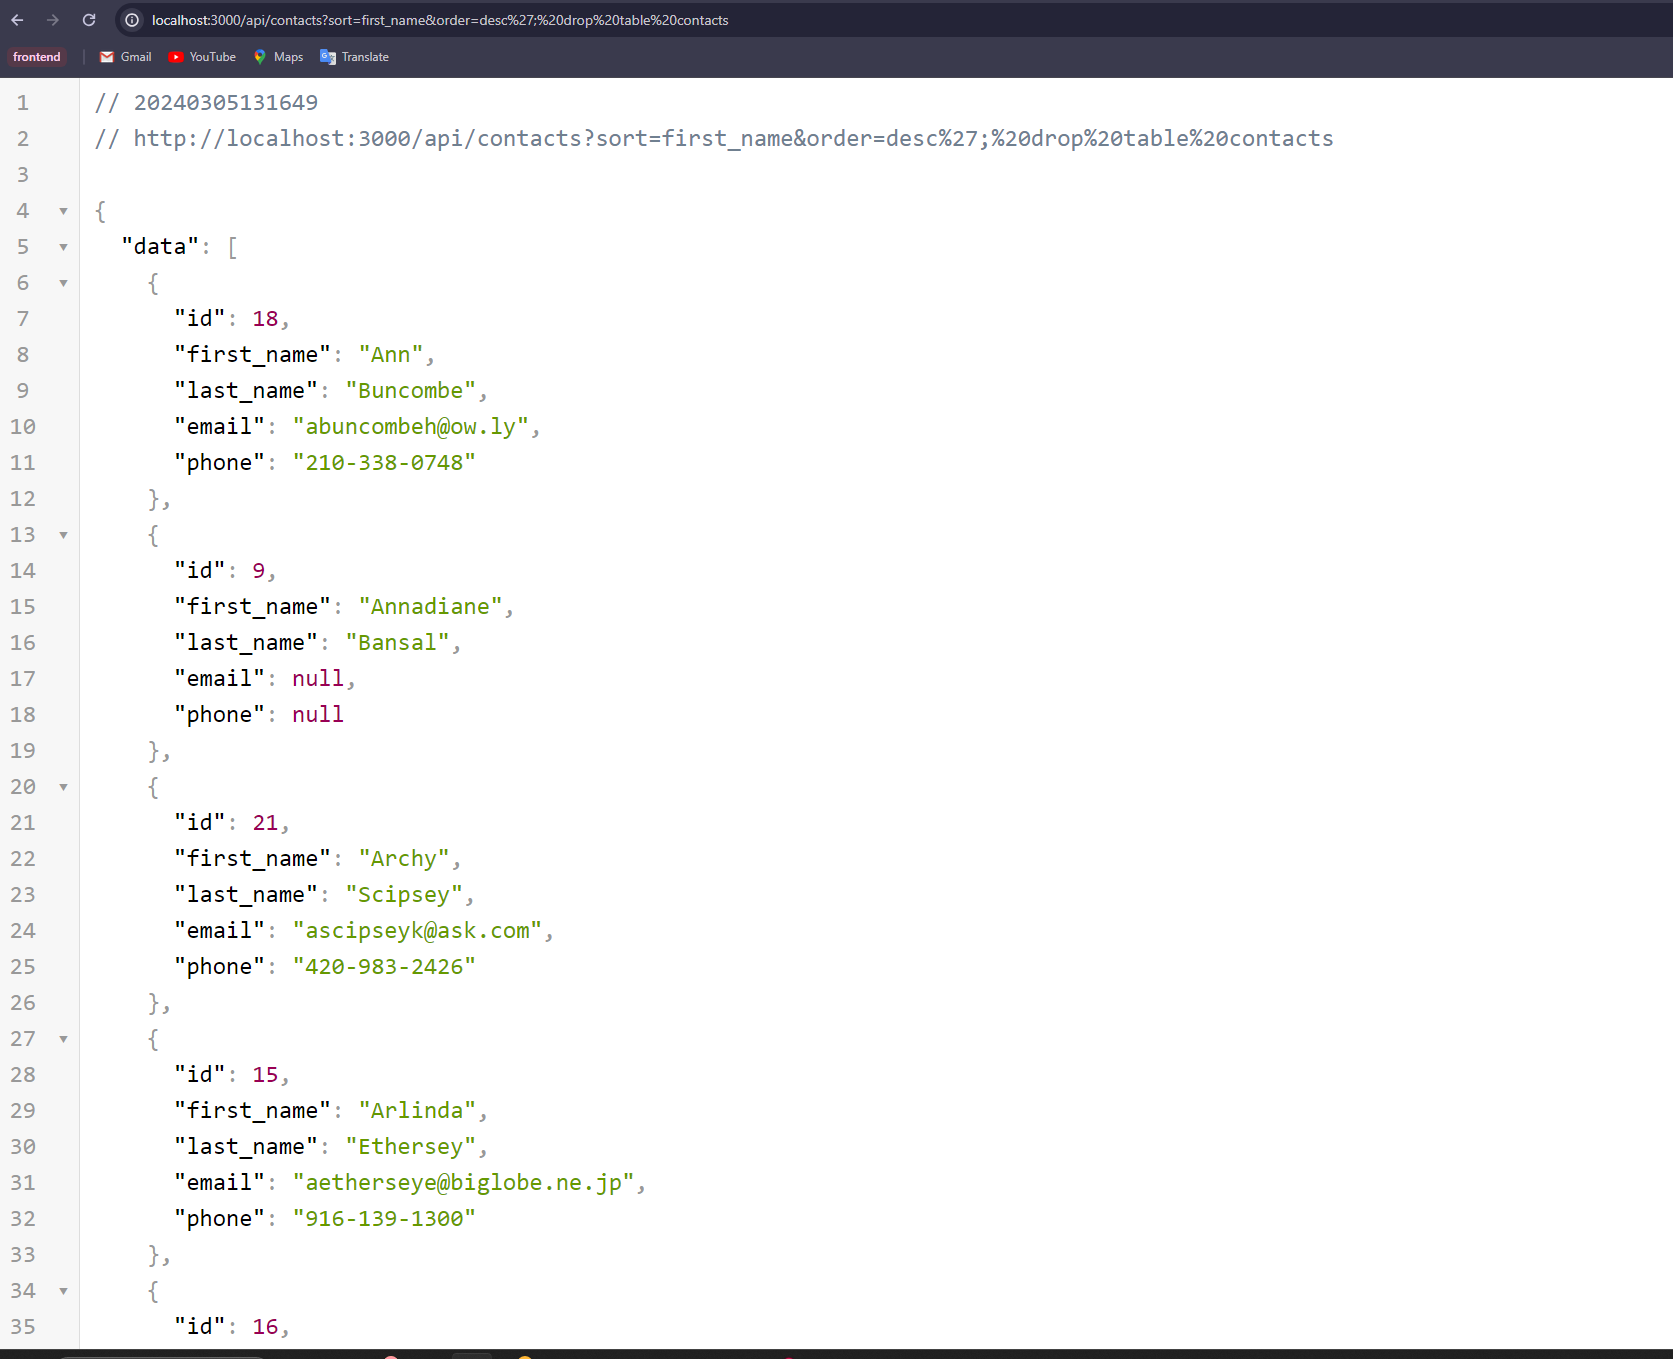 localhost:3000/api/contacts?sort=first_name&order=desc%27;%20drop%20table%20contacts
frontend Gmail YouTube Maps Translate
1 // 20240305131649
2 // http://localhost:3000/api/contacts?sort=first_name&order=desc%27;%20drop%20table%20contacts
3
4 {
5 "data": [
6 {
7 "id": 18,
8 "first_name": "Ann",
9 "last_name": "Buncombe",
10 "email": "abuncombeh@ow.ly",
11 "phone": "210-338-0748"
12 },
13 {
14 "id": 9,
15 "first_name": "Annadiane",
16 "last_name": "Bansal",
17 "email": null,
18 "phone": null
19 },
20 {
21 "id": 21,
22 "first_name": "Archy",
23 "last_name": "Scipsey",
24 "email": "ascipseyk@ask.com",
25 "phone": "420-983-2426"
26 },
27 {
28 "id": 15,
29 "first_name": "Arlinda",
30 "last_name": "Ethersey",
31 "email": "aetherseye@biglobe.ne.jp",
32 "phone": "916-139-1300"
33 },
34 {
35 "id": 16,